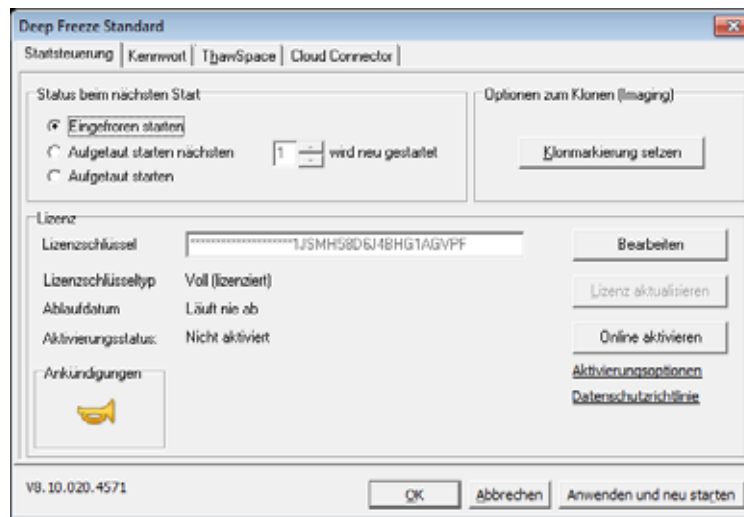 Deep Freeze Standard
Startsteuerung Kennwort ThawSpace Cloud Connector
Status beim nächsten Start
Eingefroren starten
Aufgetaut starten nächsten 1 wird neu gestartet
Aufgetaut starten
Optionen zum Klonen (Imaging)
Klonmarkierung setzen
Lizenz
Lizenzschlüssel ********************1JSMH58D6J4BHG1AGVPF Bearbeiten
Lizenzschlüsseltyp Voll (lizenziert) Lizenz aktualisieren
Ablaufdatum Läuft nie ab
Aktivierungsstatus: Nicht aktiviert Online aktivieren
Ankündigungen
Aktivierungsoptionen
Datenschutzrichtlinie
V8.10.020.4571 OK Abbrechen Anwenden und neu starten